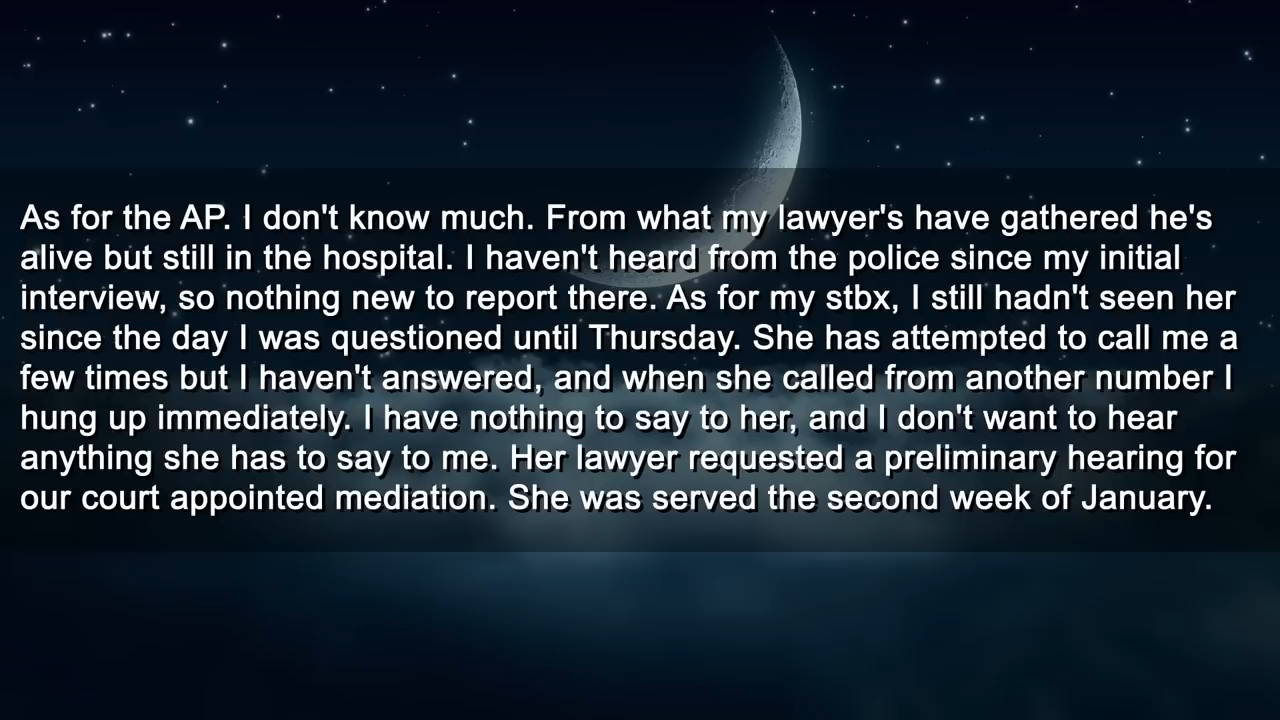 As for the AP. I don't know much. From what my lawyer's have gathered he's
alive but still in the hospital. I haven't heard from the police since my initial
interview, so nothing new to report there. As for my stbx, I still hadn't seen her
since the day I was questioned until Thursday. She has attempted to call me a
few times but I haven't answered, and when she called from another number I
hung up immediately. I have nothing to say to her, and I don't want to hear
anything she has to say to me. Her lawyer requested a preliminary hearing for
our court appointed mediation. She was served the second week of January.